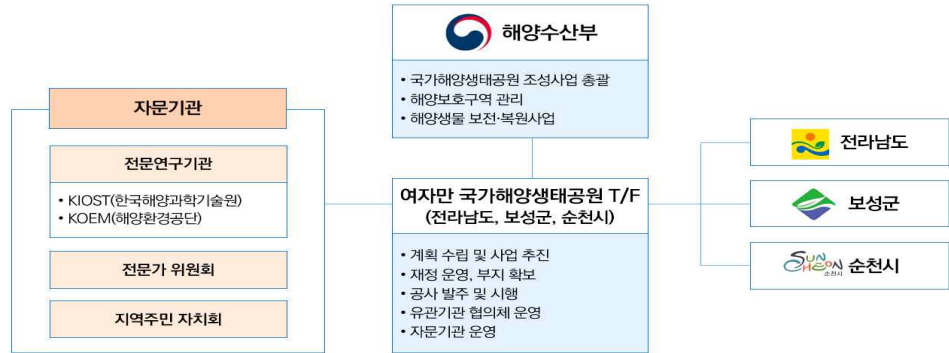 해양수산부
• 국가해양생태공원 조성사업 총괄
• 해양보호구역 관리
• 해양생물 보전·복원사업
자문기관
전문연구기관
• KIOST(한국해양과학기술원)
• KOEM(해양환경공단)
전문가 위원회
지역주민 자치회
여자만 국가해양생태공원 T/F
(전라남도, 보성군, 순천시)
• 계획 수립 및 사업 추진
• 재정 운영, 부지 확보
• 공사 발주 및 시행
• 유관기관 협의체 운영
• 자문기관 운영
전라남도
보성군
SUNCHEON 순천시
순천시